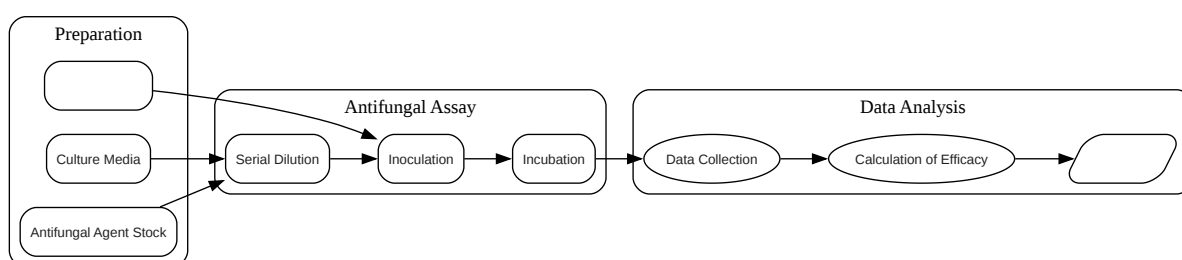 Preparation
Culture Media
Antifungal Agent Stock
Antifungal Assay
Serial Dilution
Inoculation
Incubation
Data Analysis
Data Collection
Calculation of Efficacy